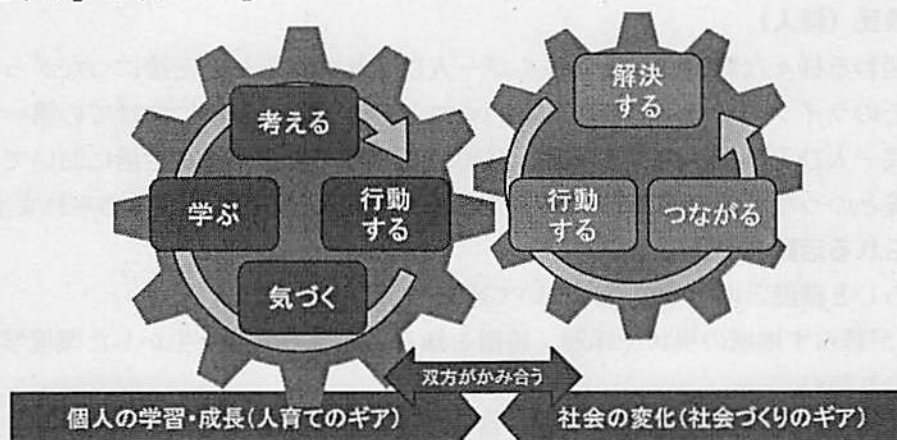 考える
学ぶ
行動
する
気づく
解決
する
行動
する
つながる
双方がかみ合う
個人の学習・成長(人育てのギア)
社会の変化(社会づくりのギア)